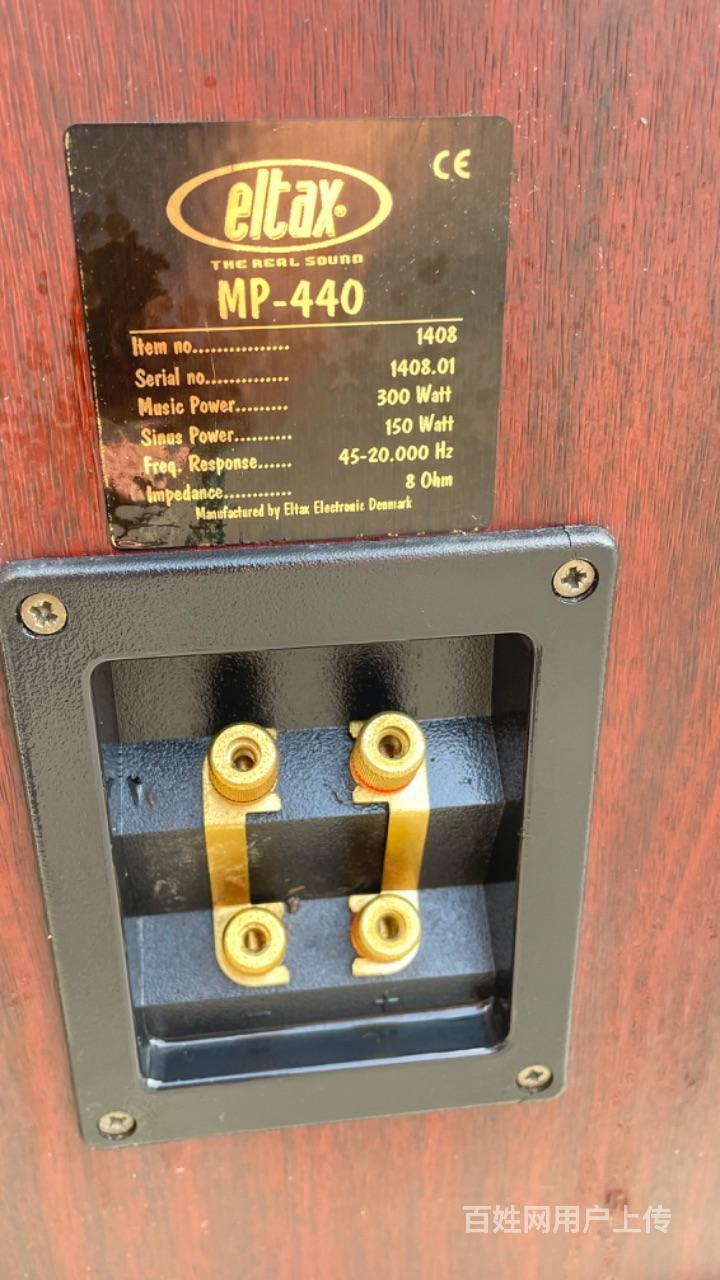 CE
eltax®
THE REAL SOUND
MP-440
Item no................ 1408
Serial no.............. 1408.01
Music Power......... 300 Watt
Sinus Power.......... 150 Watt
Freq. Response...... 45-20.000 Hz
Impedance............ 8 Ohm
Manufactured by Eltax Electronic Denmark
- +
百姓网用户上传